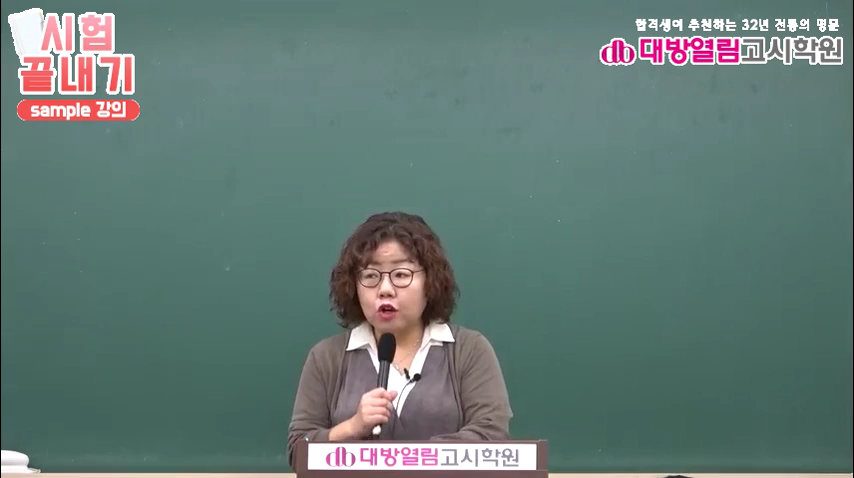 시험
끝내기
sample 강의
합격생이 추천하는 32년 전통의 명문
db 대방열림고시학원
db 대방열림고시학원